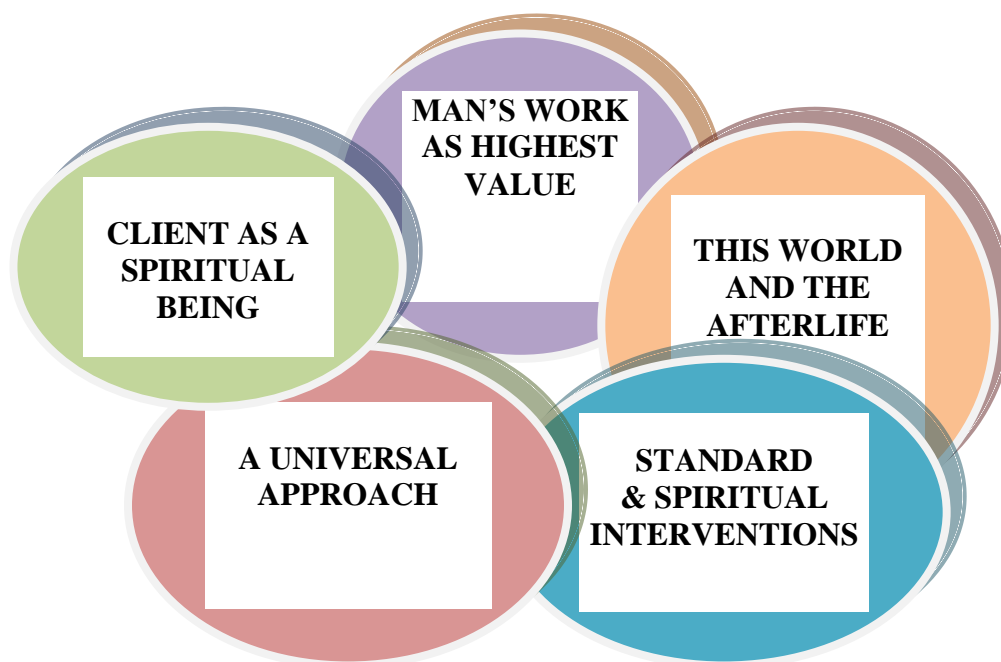 MAN’S WORK
AS HIGHEST
VALUE
CLIENT AS A
SPIRITUAL
BEING
THIS WORLD
AND THE
AFTERLIFE
A UNIVERSAL
APPROACH
STANDARD
& SPIRITUAL
INTERVENTIONS